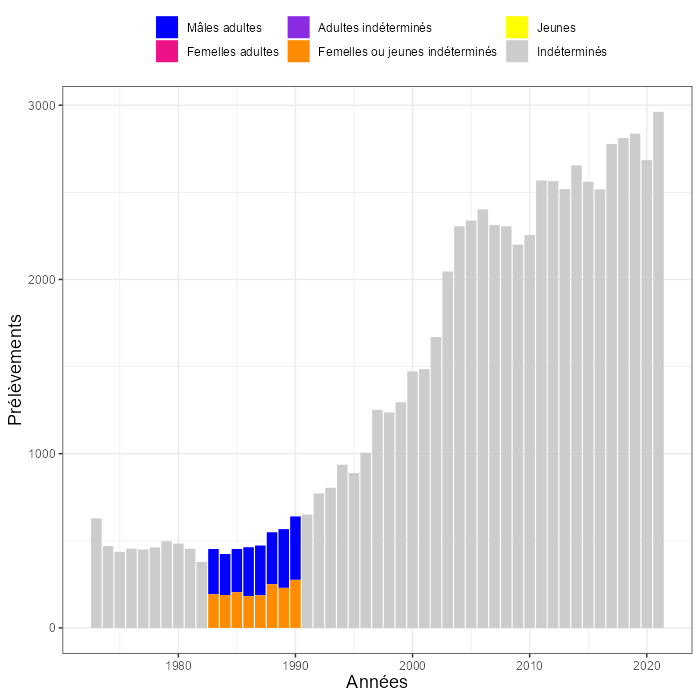 Mâles adultes Adultes indéterminés Jeunes
Femelles adultes Femelles ou jeunes indéterminés Indéterminés
3000
2000
1000
0
Prélèvements
1980 1990 2000 2010 2020
Années